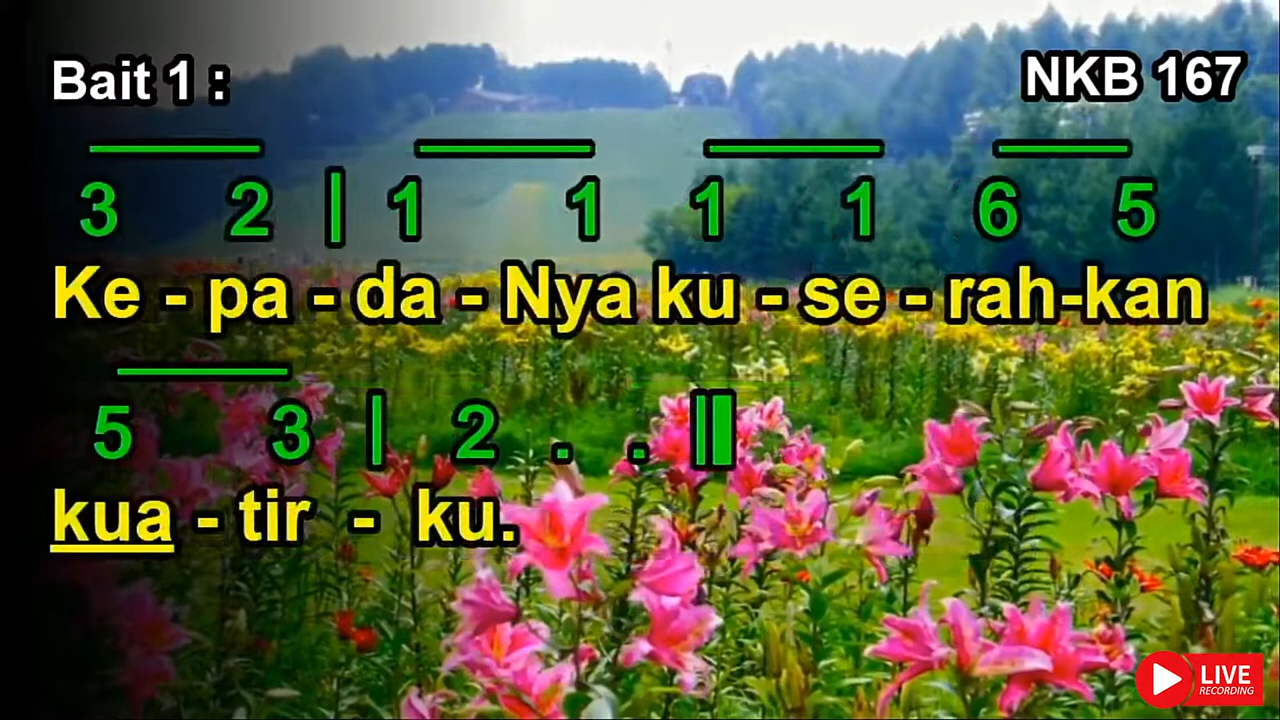 Bait 1 : NKB 167
3 2 | 1 1 1 1 6 5
Ke - pa - da - Nya ku - se - rah-kan
5 3 | 2 . . ||
kua - tir - ku.
LIVE
RECORDING